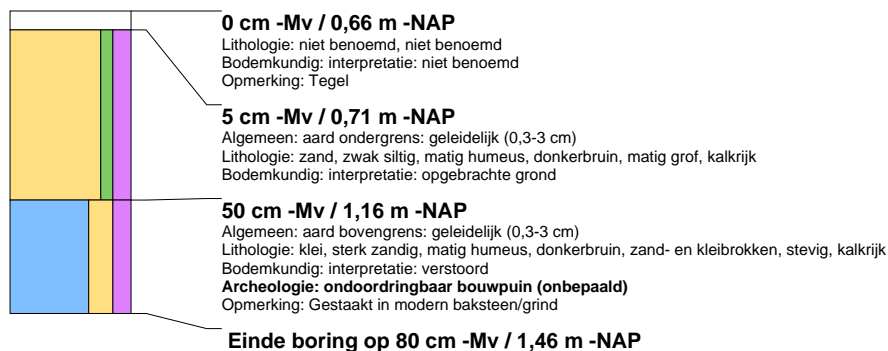 0 cm -Mv / 0,66 m -NAP
Lithologie: niet benoemd, niet benoemd
Bodemkundig: interpretatie: niet benoemd
Opmerking: Tegel
5 cm -Mv / 0,71 m -NAP
Algemeen: aard ondergrens: geleidelijk (0,3-3 cm)
Lithologie: zand, zwak siltig, matig humeus, donkerbruin, matig grof, kalkrijk
Bodemkundig: interpretatie: opgebrachte grond
50 cm -Mv / 1,16 m -NAP
Algemeen: aard bovengrens: geleidelijk (0,3-3 cm)
Lithologie: klei, sterk zandig, matig humeus, donkerbruin, zand- en kleibrokken, stevig, kalkrijk
Bodemkundig: interpretatie: verstoord
Archeologie: ondoordringbaar bouwpuin (onbepaald)
Opmerking: Gestaakt in modern baksteen/grind
Einde boring op 80 cm -Mv / 1,46 m -NAP